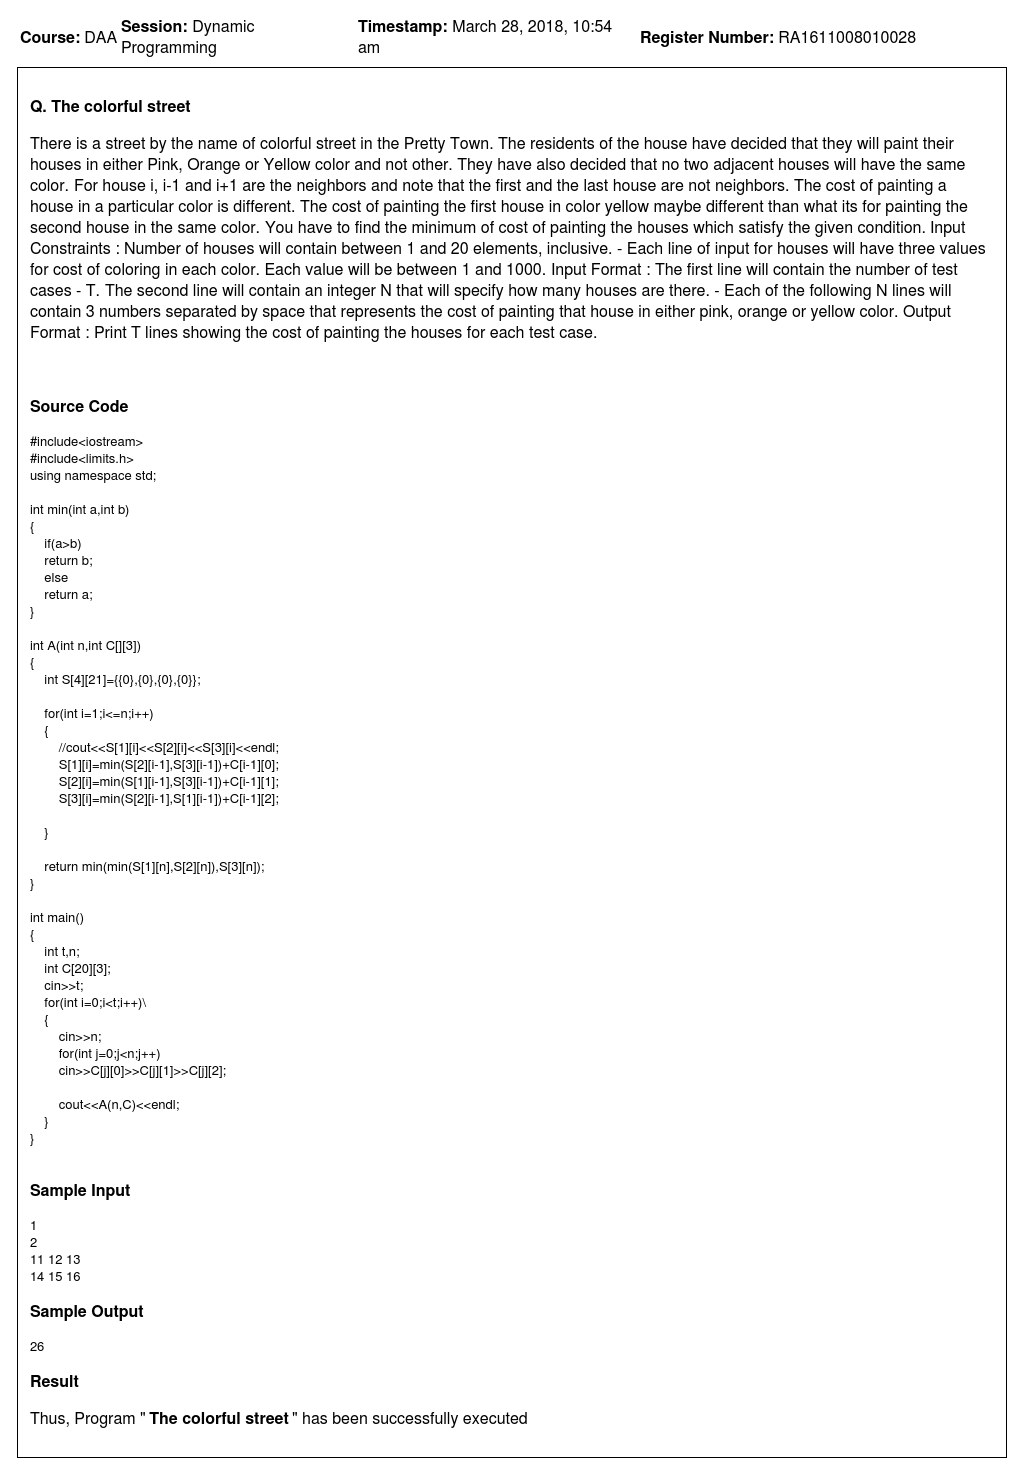 Course: DAA Session: Dynamic Programming Timestamp: March 28, 2018, 10:54 am Register Number: RA1611008010028
Q. The colorful street
There is a street by the name of colorful street in the Pretty Town. The residents of the house have decided that they will paint their
houses in either Pink, Orange or Yellow color and not other. They have also decided that no two adjacent houses will have the same
color. For house i, i-1 and i+1 are the neighbors and note that the first and the last house are not neighbors. The cost of painting a
house in a particular color is different. The cost of painting the first house in color yellow maybe different than what its for painting the
second house in the same color. You have to find the minimum of cost of painting the houses which satisfy the given condition. Input
Constraints : Number of houses will contain between 1 and 20 elements, inclusive. - Each line of input for houses will have three values
for cost of coloring in each color. Each value will be between 1 and 1000. Input Format : The first line will contain the number of test
cases - T. The second line will contain an integer N that will specify how many houses are there. - Each of the following N lines will
contain 3 numbers separated by space that represents the cost of painting that house in either pink, orange or yellow color. Output
Format : Print T lines showing the cost of painting the houses for each test case.
Source Code
#include<iostream>
#include<limits.h>
using namespace std;
int min(int a,int b)
{
if(a>b)
return b;
else
return a;
}
int A(int n,int C[][3])
{
int S[4][21]={{0},{0},{0},{0}};
for(int i=1;i<=n;i++)
{
//cout<<S[1][i]<<S[2][i]<<S[3][i]<<endl;
S[1][i]=min(S[2][i-1],S[3][i-1])+C[i-1][0];
S[2][i]=min(S[1][i-1],S[3][i-1])+C[i-1][1];
S[3][i]=min(S[2][i-1],S[1][i-1])+C[i-1][2];
}
return min(min(S[1][n],S[2][n]),S[3][n]);
}
int main()
{
int t,n;
int C[20][3];
cin>>t;
for(int i=0;i<t;i++)\
{
cin>>n;
for(int j=0;j<n;j++)
cin>>C[j][0]>>C[j][1]>>C[j][2];
cout<<A(n,C)<<endl;
}
}
Sample Input
1
2
11 12 13
14 15 16
Sample Output
26
Result
Thus, Program " The colorful street " has been successfully executed